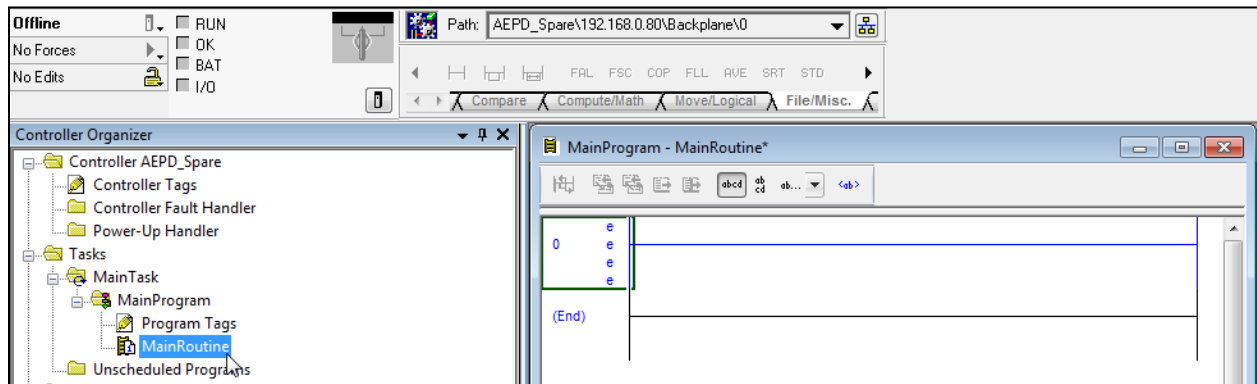 Offline
RUN
No Forces
OK
No Edits
BAT
I/O
Path: AEPD_Spare\192.168.0.80\Backplane\0
FAL FSC COP FLL AVE SRT STD
Compare Compute/Math Move/Logical File/Misc.
Controller Organizer
Controller AEPD_Spare
Controller Tags
Controller Fault Handler
Power-Up Handler
Tasks
MainTask
MainProgram
Program Tags
MainRoutine
Unscheduled Programs
MainProgram - MainRoutine*
abcd ab cd ab... <ab>
e
0 e
e
e
(End)